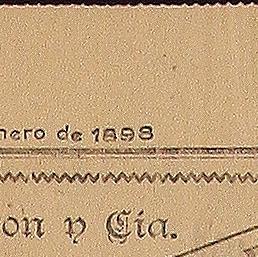 nero de 1898
on y Cia.